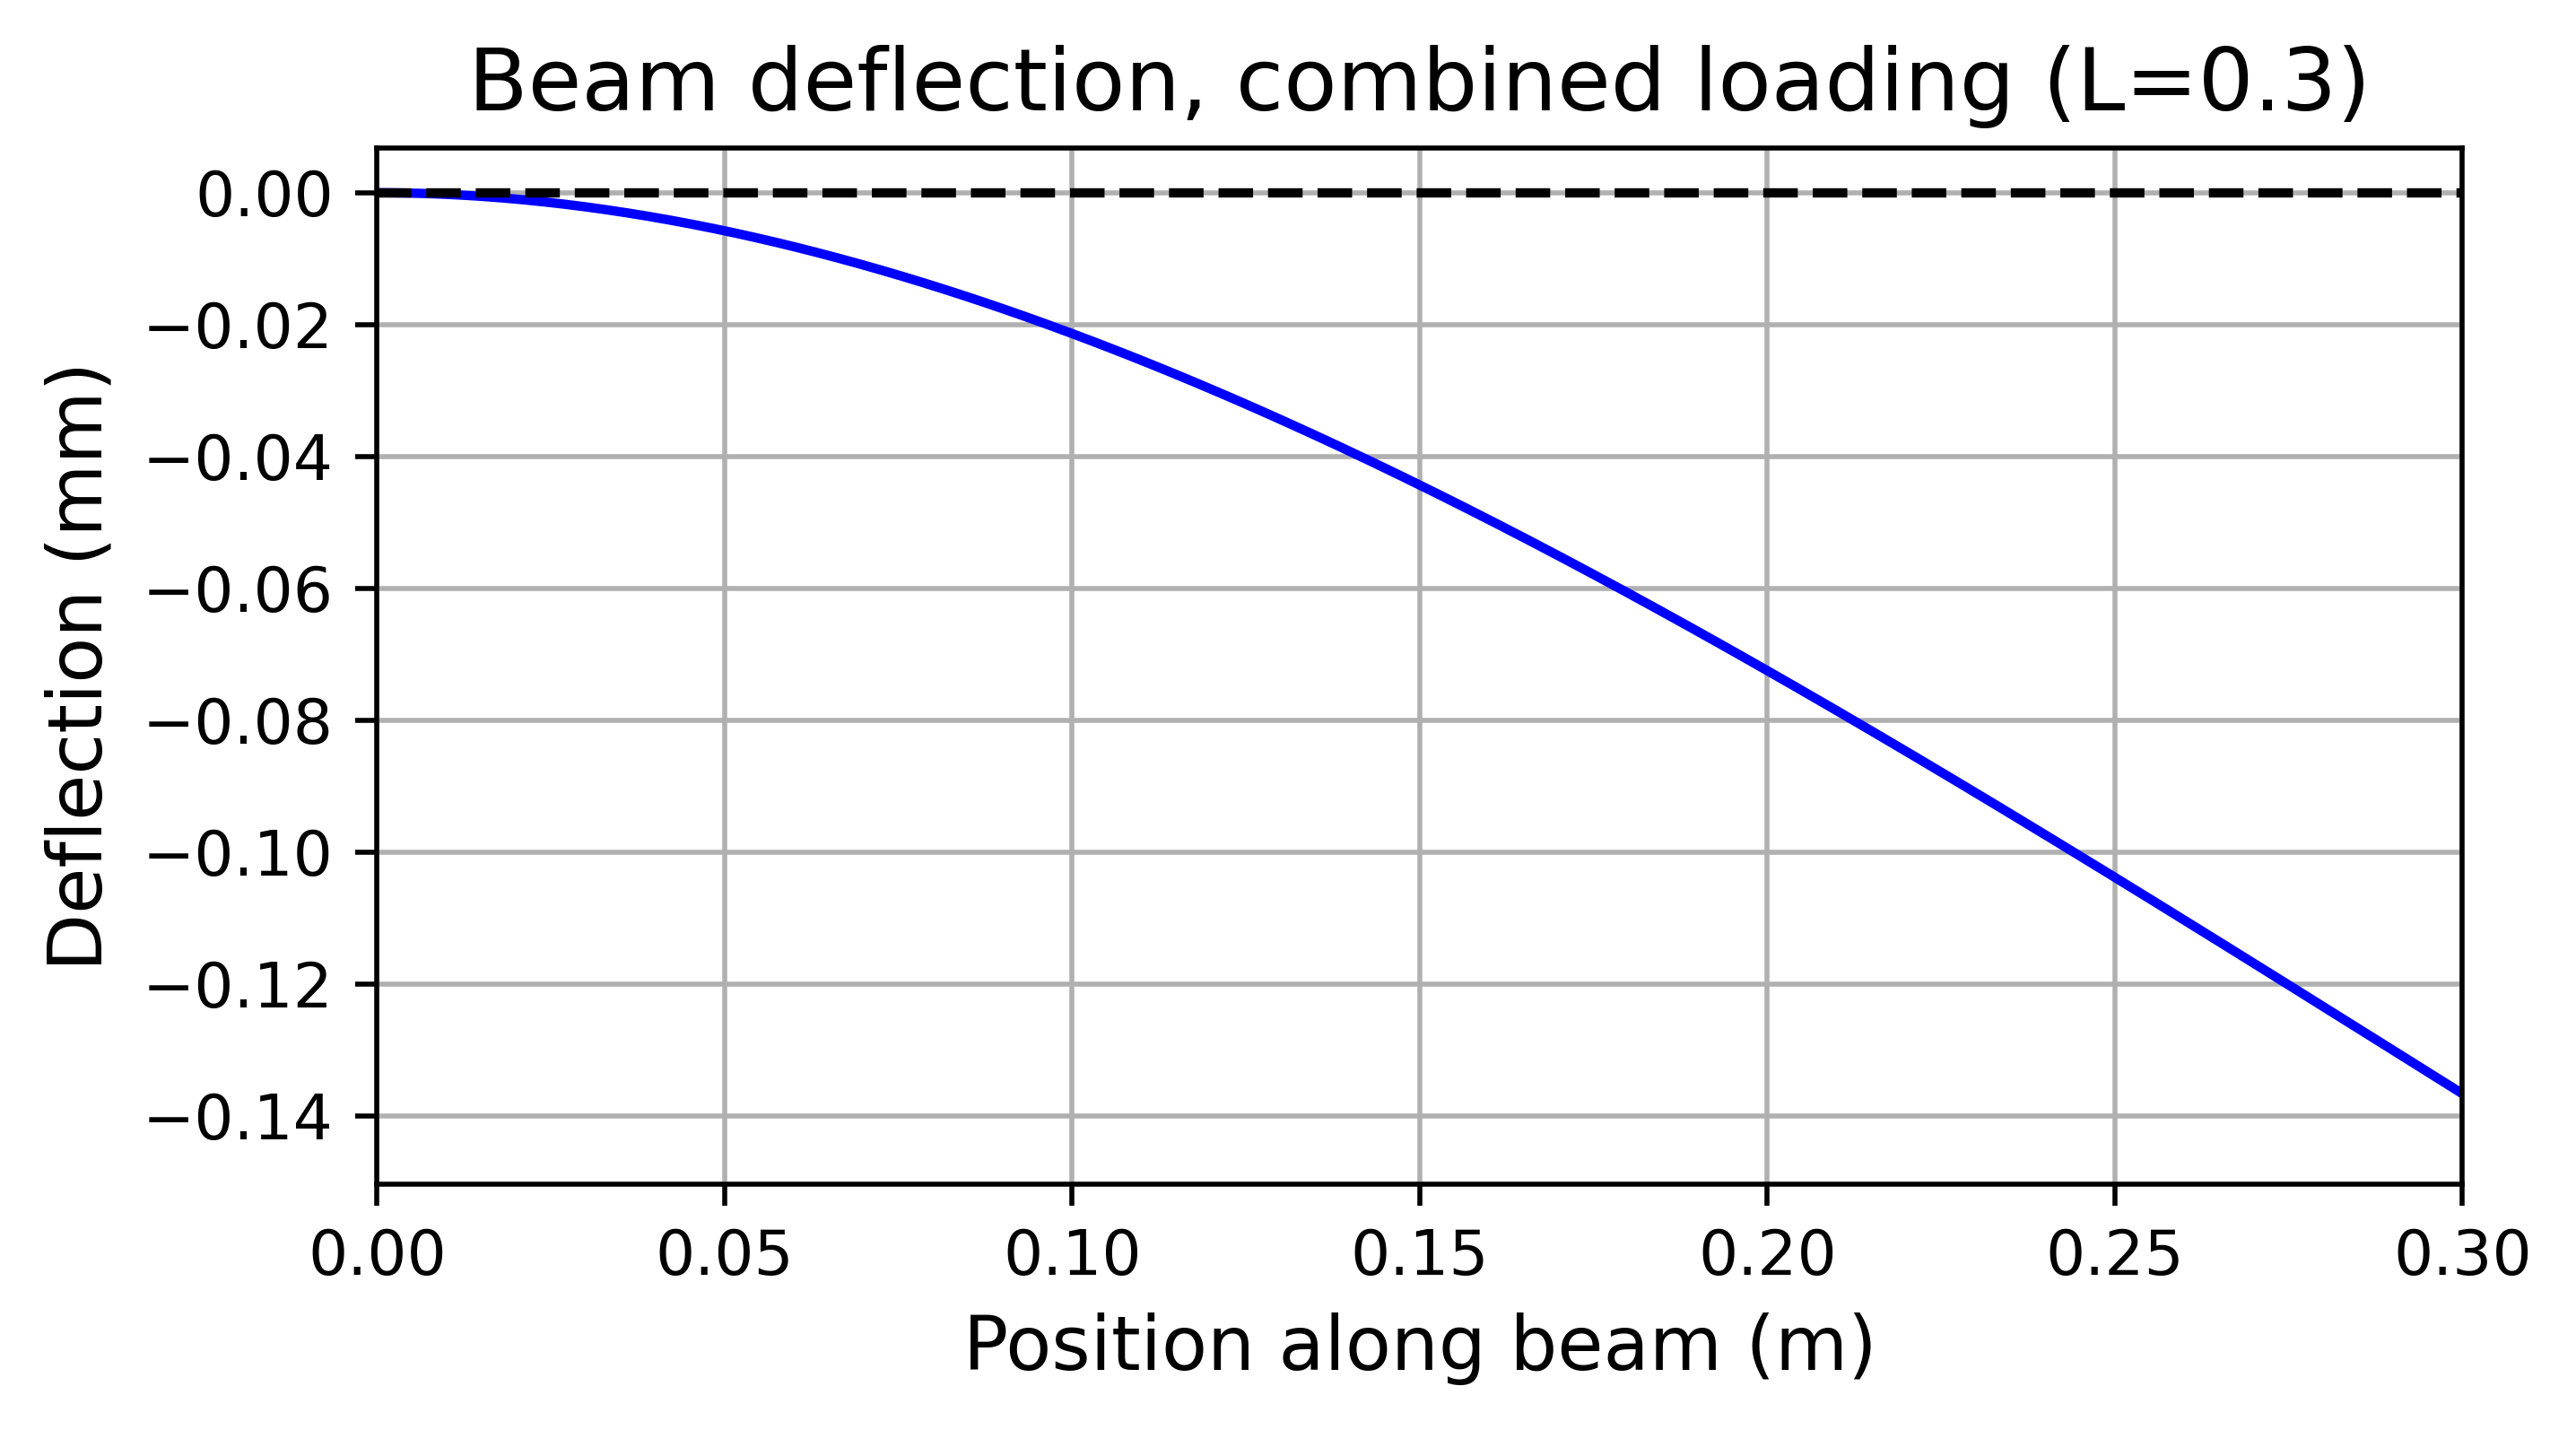 Beam deflection, combined loading (L=0.3)
Deflection (mm)
0.00
−0.02
−0.04
−0.06
−0.08
−0.10
−0.12
−0.14
0.00 0.05 0.10 0.15 0.20 0.25 0.30
Position along beam (m)